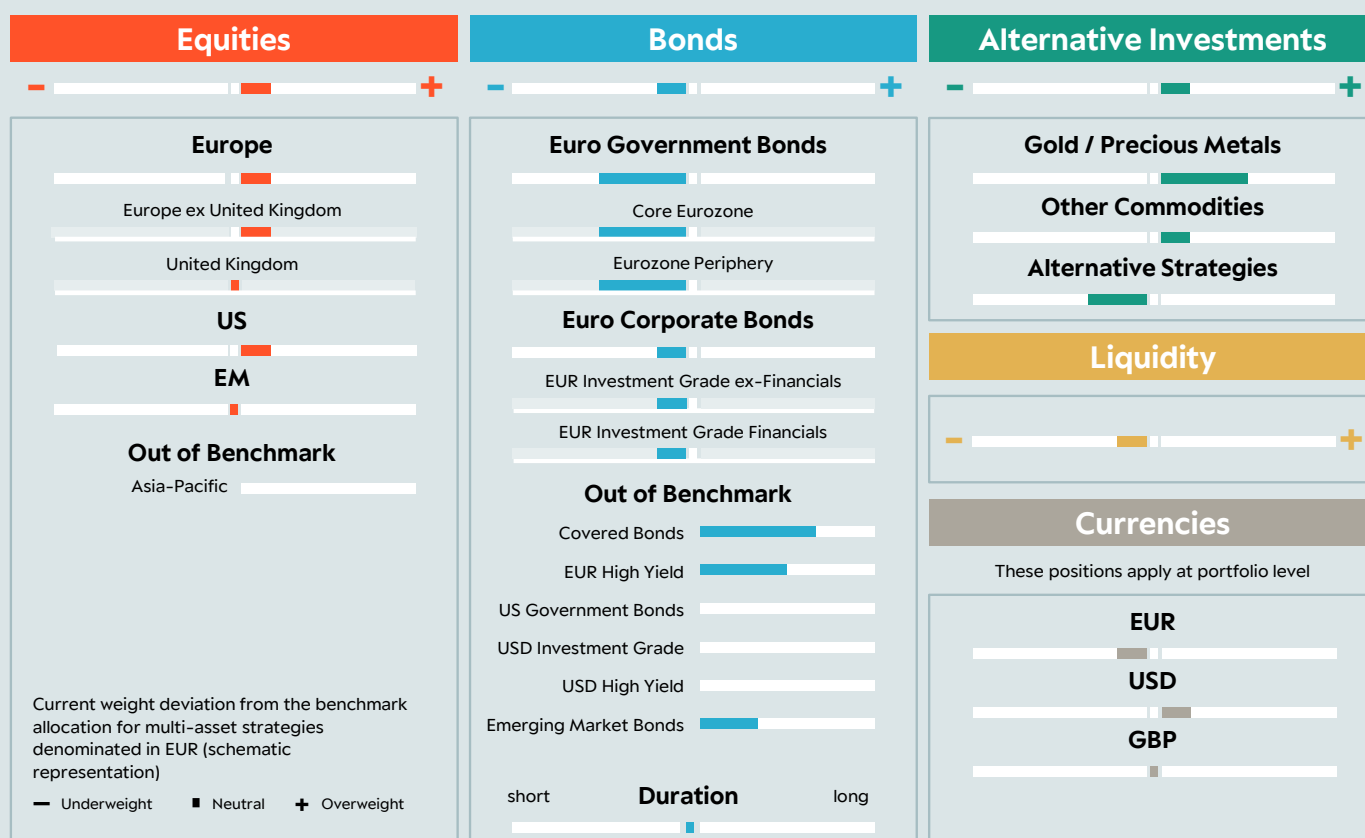 Equities
− +
Europe
Europe ex United Kingdom
United Kingdom
US
EM
Out of Benchmark
Asia-Pacific
Current weight deviation from the benchmark
allocation for multi-asset strategies
denominated in EUR (schematic
representation)
− Underweight ▮ Neutral + Overweight
Bonds
− +
Euro Government Bonds
Core Eurozone
Eurozone Periphery
Euro Corporate Bonds
EUR Investment Grade ex-Financials
EUR Investment Grade Financials
Out of Benchmark
Covered Bonds
EUR High Yield
US Government Bonds
USD Investment Grade
USD High Yield
Emerging Market Bonds
short Duration long
Alternative Investments
− +
Gold / Precious Metals
Other Commodities
Alternative Strategies
Liquidity
− +
Currencies
These positions apply at portfolio level
EUR
USD
GBP